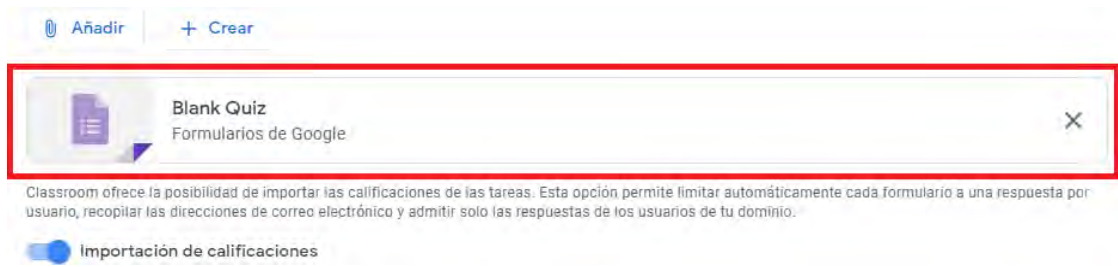 Añadir
+ Crear
Blank Quiz
Formularios de Google
Classroom ofrece la posibilidad de importar las calificaciones de las tareas. Esta opción permite limitar automáticamente cada formulario a una respuesta por
usuario, recopilar las direcciones de correo electrónico y admitir solo las respuestas de los usuarios de tu dominio.
Importación de calificaciones